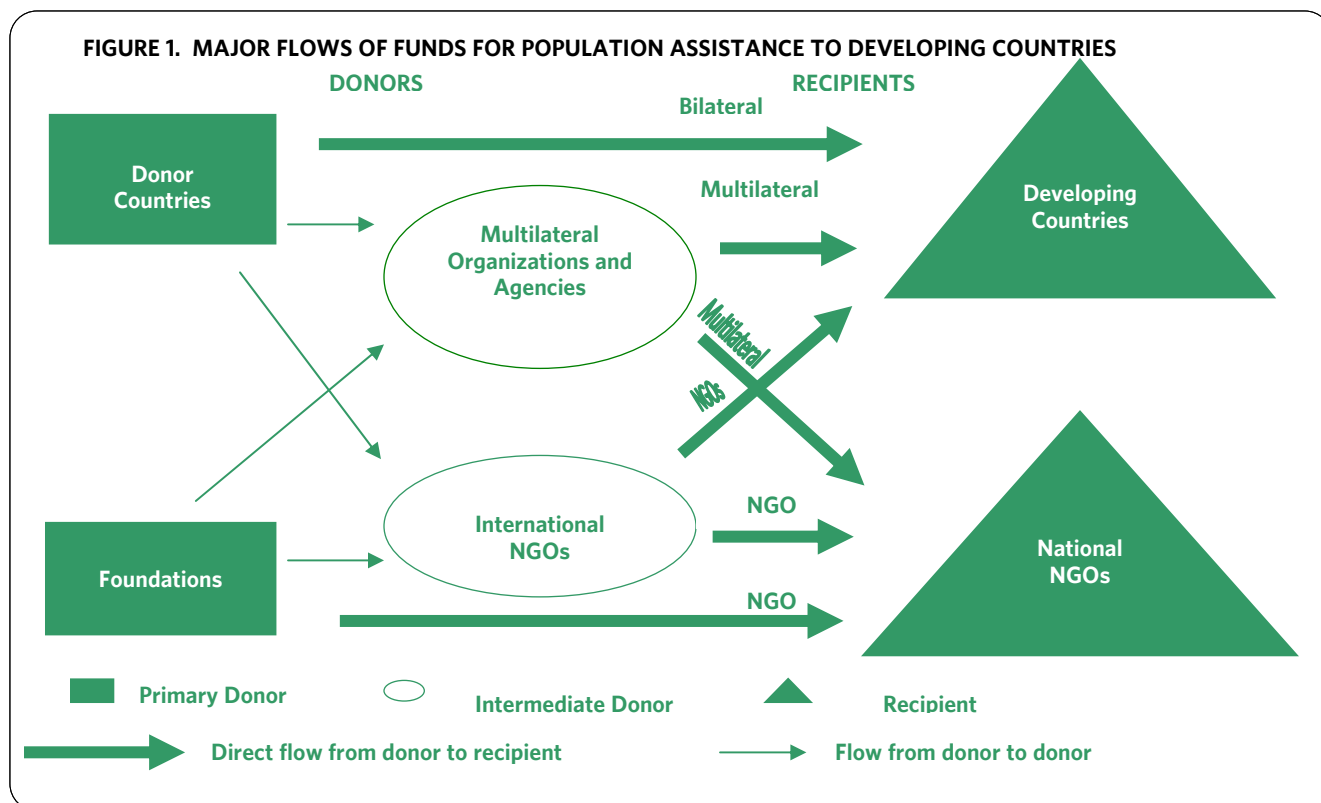 FIGURE 1.  MAJOR FLOWS OF FUNDS FOR POPULATION ASSISTANCE TO DEVELOPING COUNTRIES
DONORS
RECIPIENTS
Bilateral
Donor
Countries
Multilateral
Developing
Countries
Multilateral
Organizations and
Agencies
Multilateral
NGOs
NGO
International
NGOs
National
NGOs
Foundations
NGO
Primary Donor
Intermediate Donor
Recipient
Direct flow from donor to recipient
Flow from donor to donor